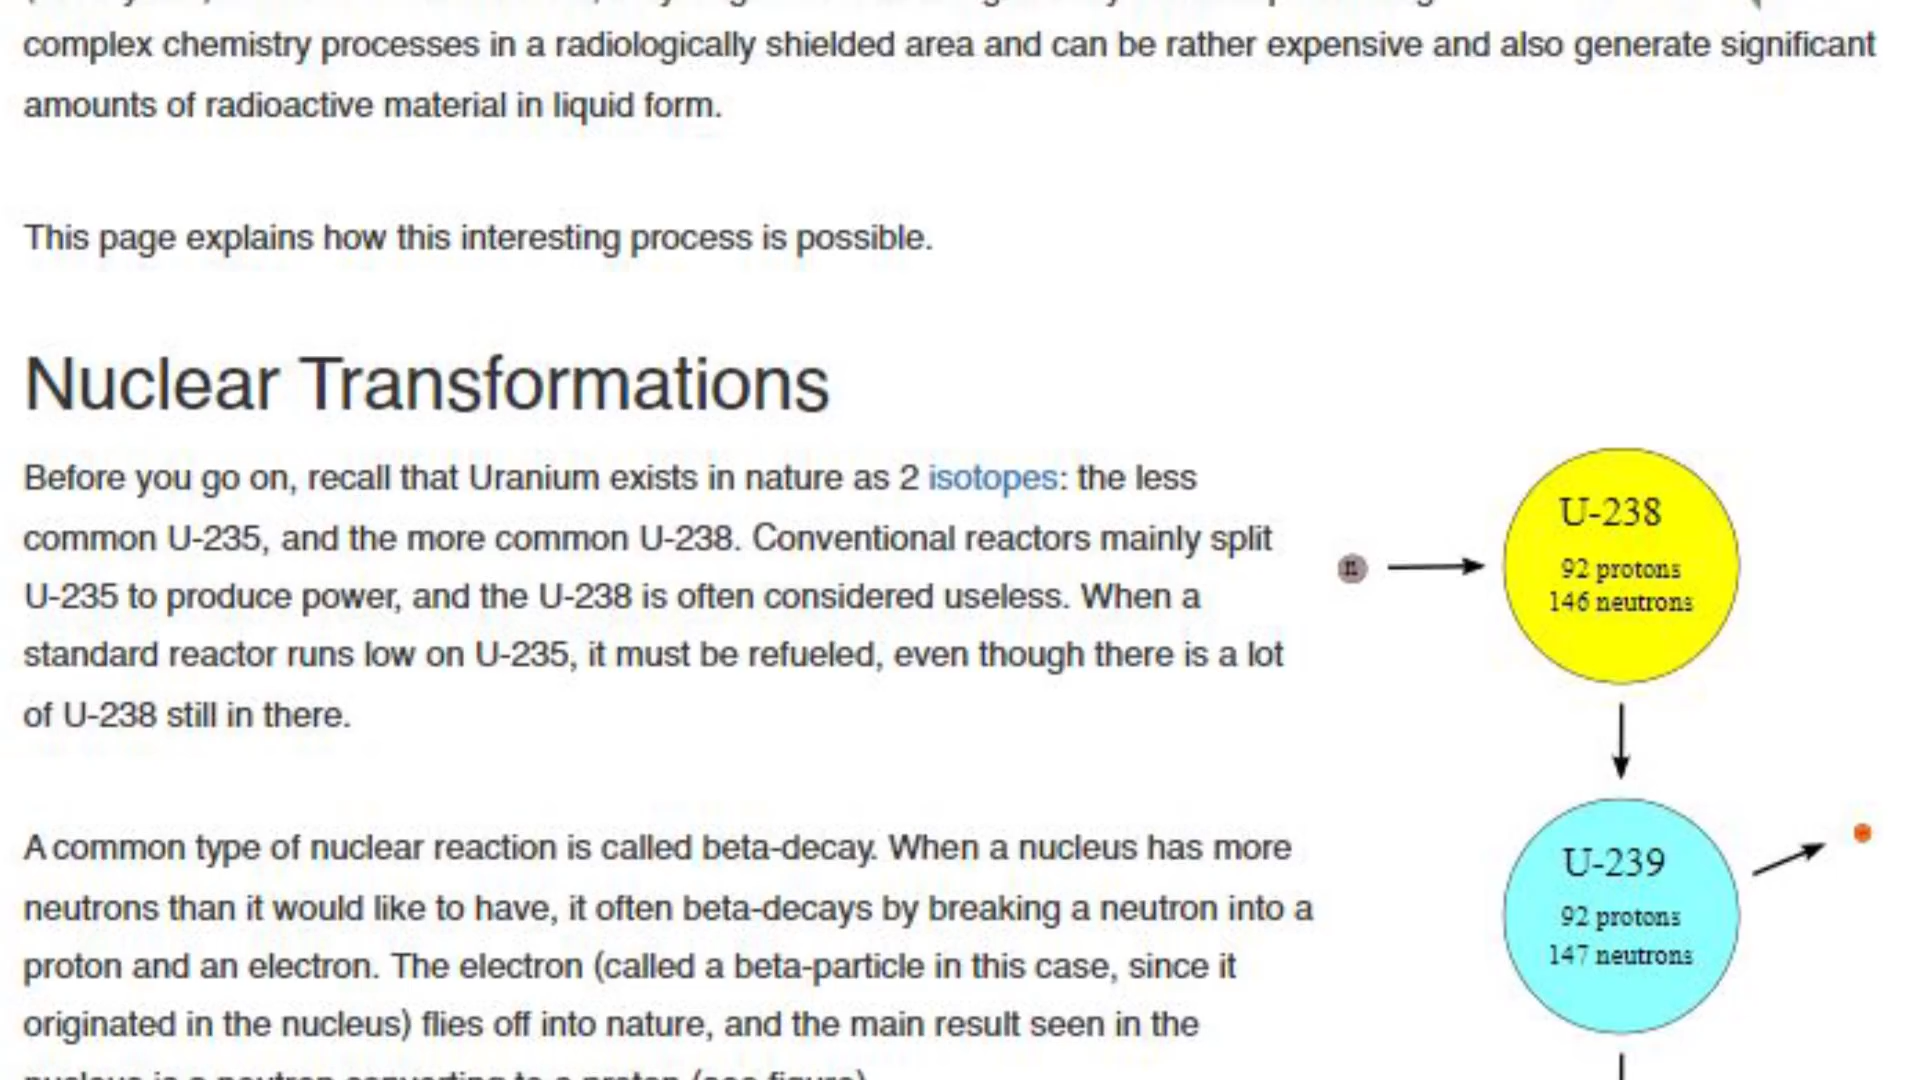 complex chemistry processes in a radiologically shielded area and can be rather expensive and also generate significant
amounts of radioactive material in liquid form.
This page explains how this interesting process is possible.
Nuclear Transformations
Before you go on, recall that Uranium exists in nature as 2 isotopes: the less
common U-235, and the more common U-238. Conventional reactors mainly split
U-235 to produce power, and the U-238 is often considered useless. When a
standard reactor runs low on U-235, it must be refueled, even though there is a lot
of U-238 still in there.
A common type of nuclear reaction is called beta-decay. When a nucleus has more
neutrons than it would like to have, it often beta-decays by breaking a neutron into a
proton and an electron. The electron (called a beta-particle in this case, since it
originated in the nucleus) flies off into nature, and the main result seen in the
nucleus is a neutron converting to a proton (see figure)
n
U-238
92 protons
146 neutrons
U-239
92 protons
147 neutrons